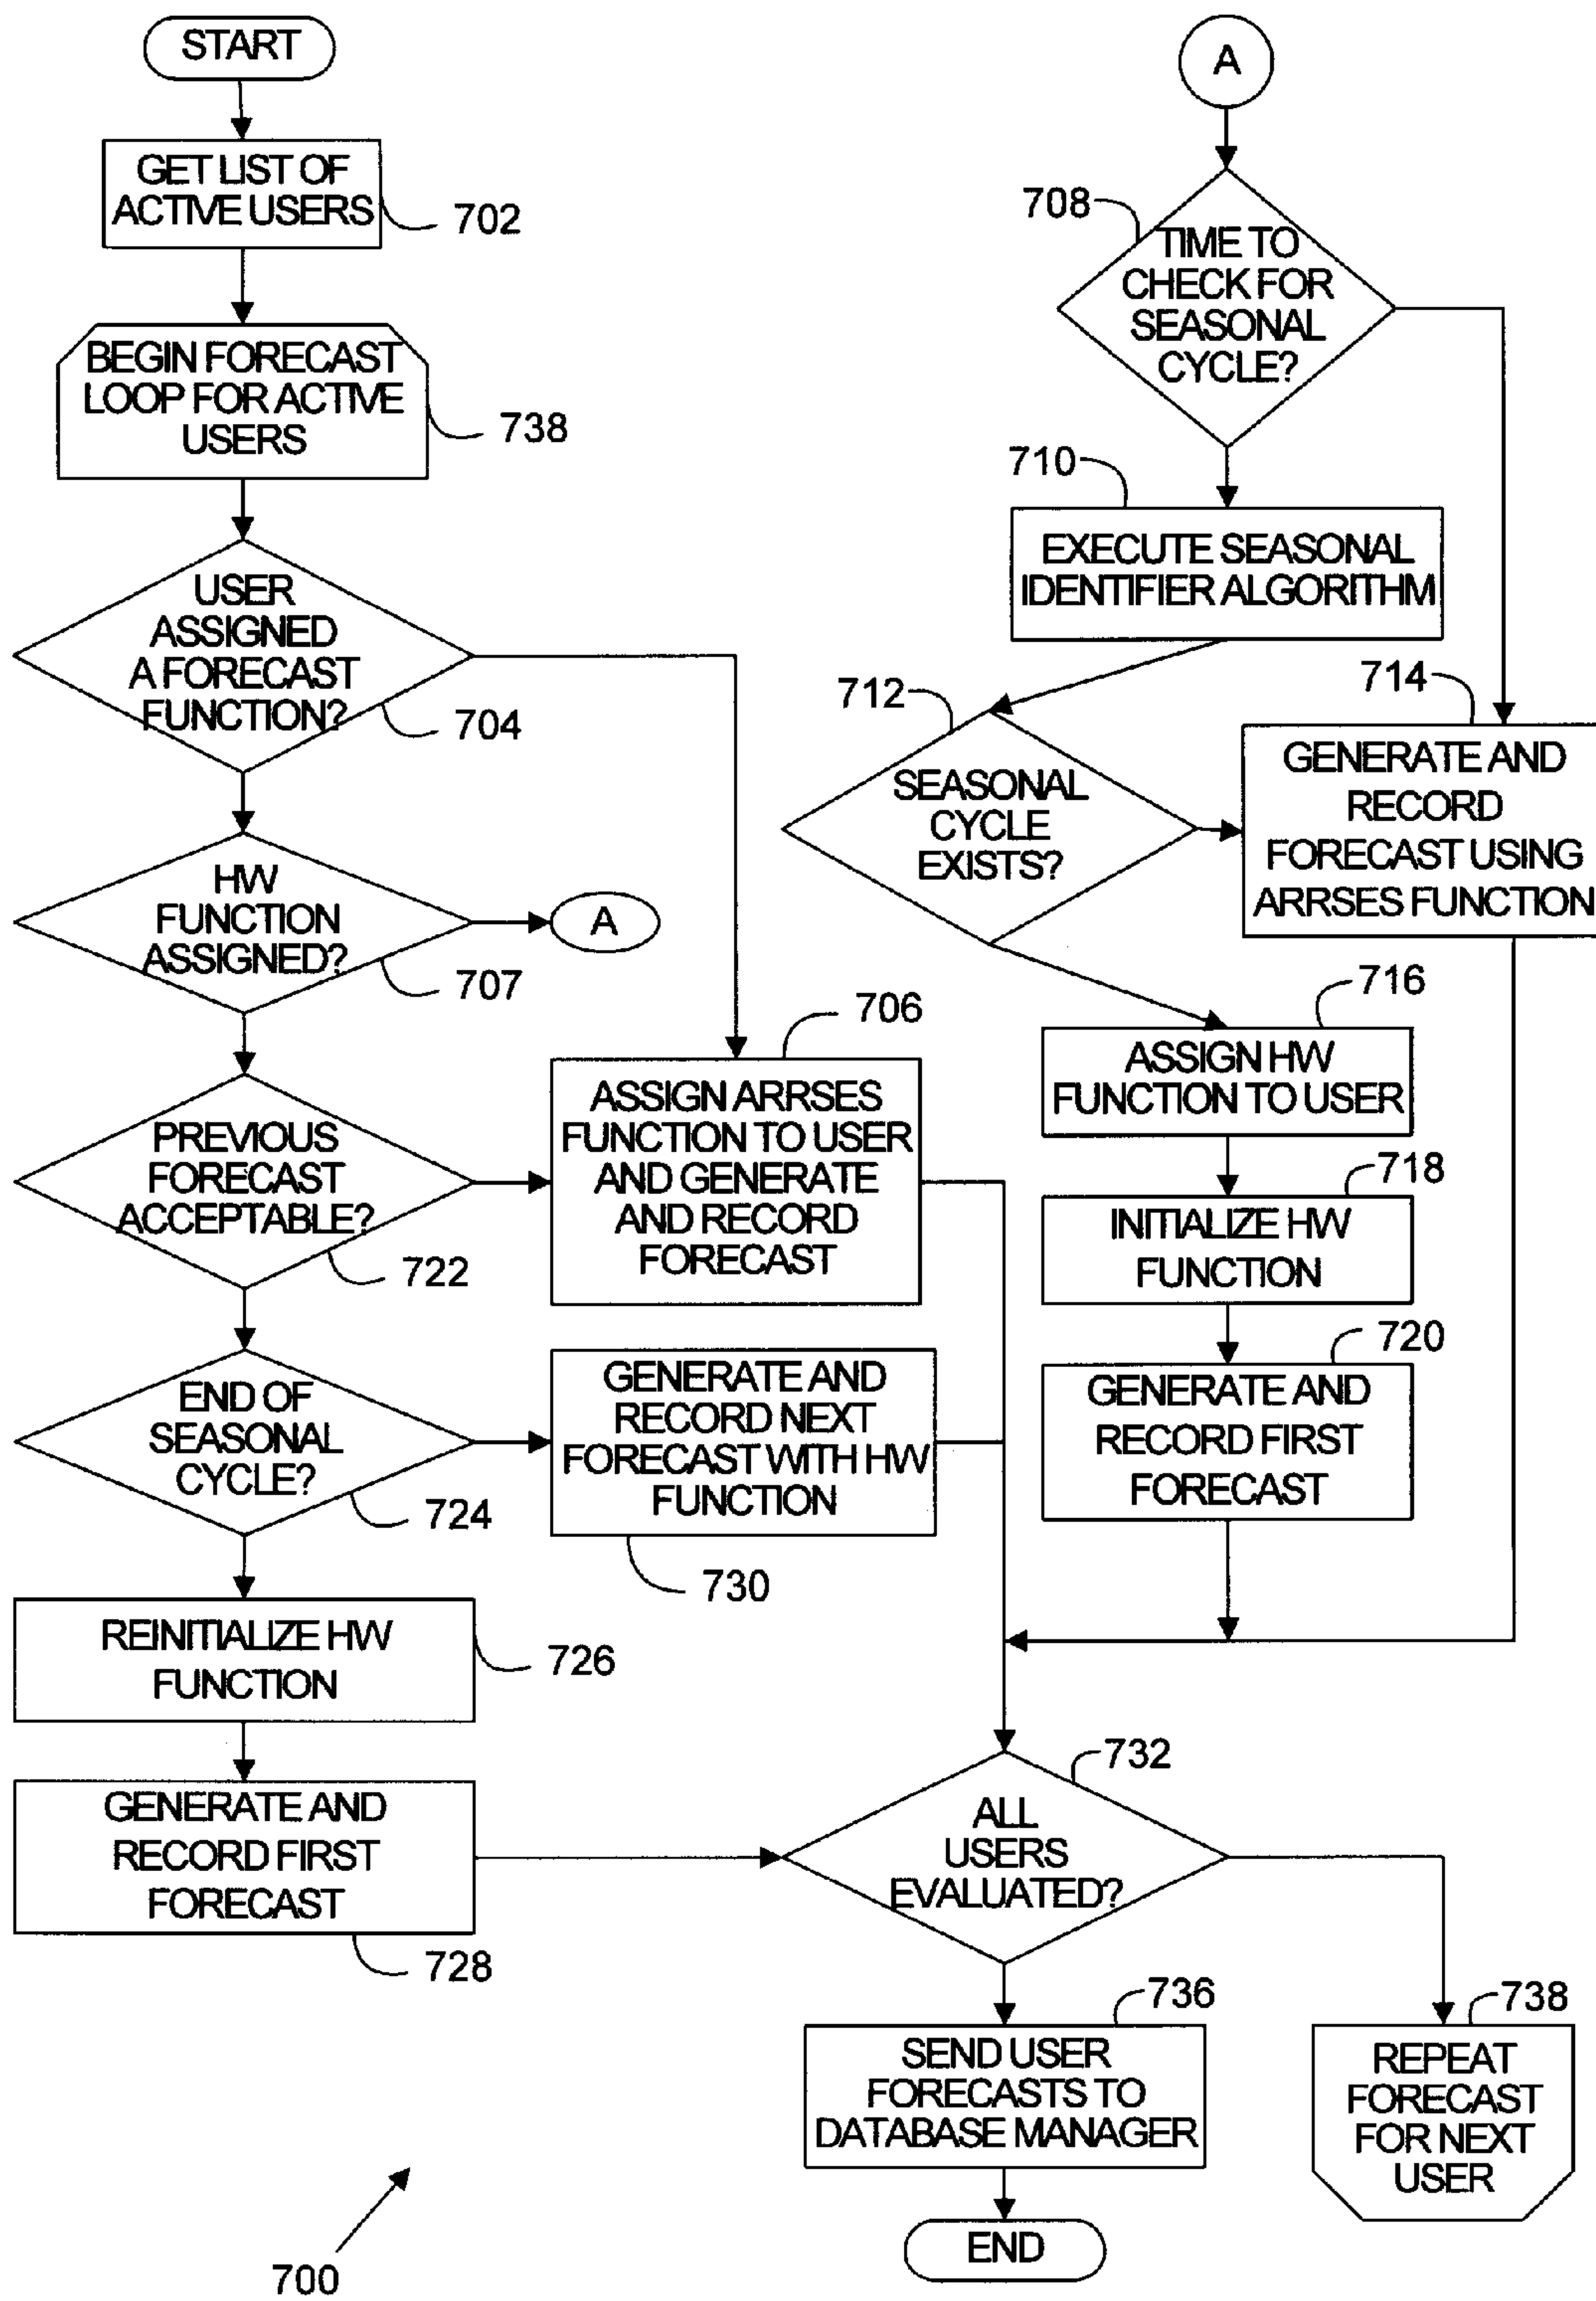 START
GET LIST OF
ACTIVE USERS
702
BEGIN FORECAST
LOOP FOR ACTIVE
USERS
738
USER
ASSIGNED
A FORECAST
FUNCTION?
704
HW
FUNCTION
ASSIGNED?
707
A
PREVIOUS
FORECAST
ACCEPTABLE?
722
706
ASSIGN ARRSES
FUNCTION TO USER
AND GENERATE
AND RECORD
FORECAST
END OF
SEASONAL
CYCLE?
724
GENERATE AND
RECORD NEXT
FORECAST WITH HW
FUNCTION
730
REINITIALIZE HW
FUNCTION
726
GENERATE AND
RECORD FIRST
FORECAST
728
A
708
TIME TO
CHECK FOR
SEASONAL
CYCLE?
710
EXECUTE SEASONAL
IDENTIFIER ALGORITHM
712
SEASONAL
CYCLE
EXISTS?
714
GENERATE AND
RECORD
FORECAST USING
ARRSES FUNCTION
716
ASSIGN HW
FUNCTION TO USER
718
INITIALIZE HW
FUNCTION
720
GENERATE AND
RECORD FIRST
FORECAST
732
ALL
USERS
EVALUATED?
736
SEND USER
FORECASTS TO
DATABASE MANAGER
738
REPEAT
FORECAST
FOR NEXT
USER
END
700